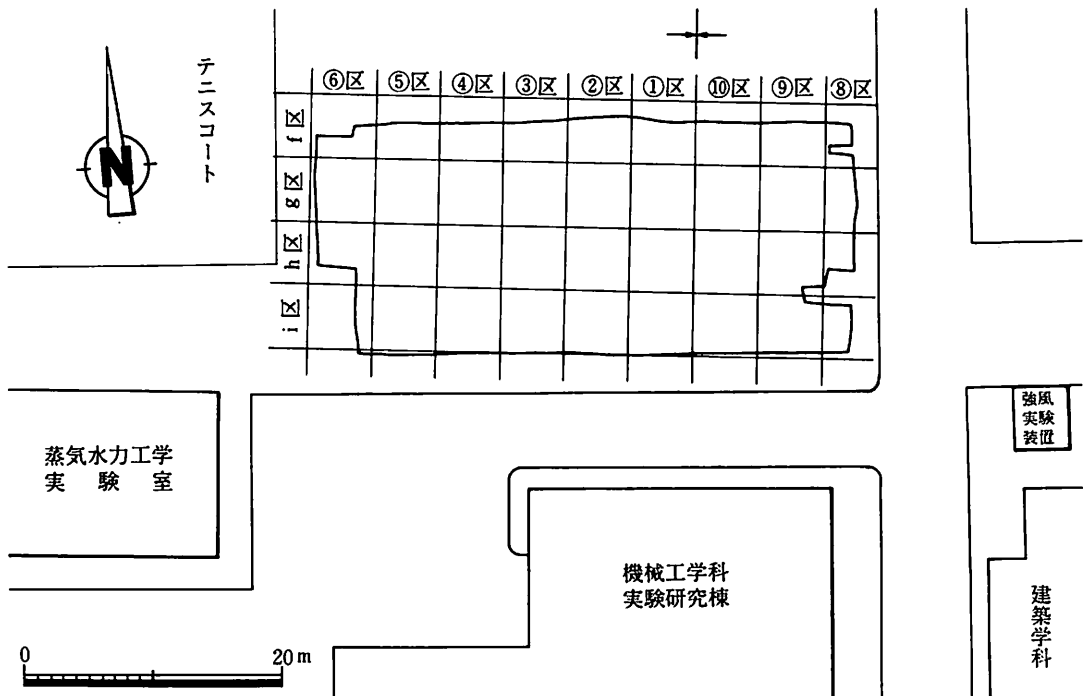 テニスコート
N
⑥区 ⑤区 ④区 ③区 ②区 ①区 ⑩区 ⑨区 ⑧区
f区
g区
h区
i区
蒸気水力工学
実験室
強風
実験
装置
機械工学科
実験研究棟
建築学科
0 20m